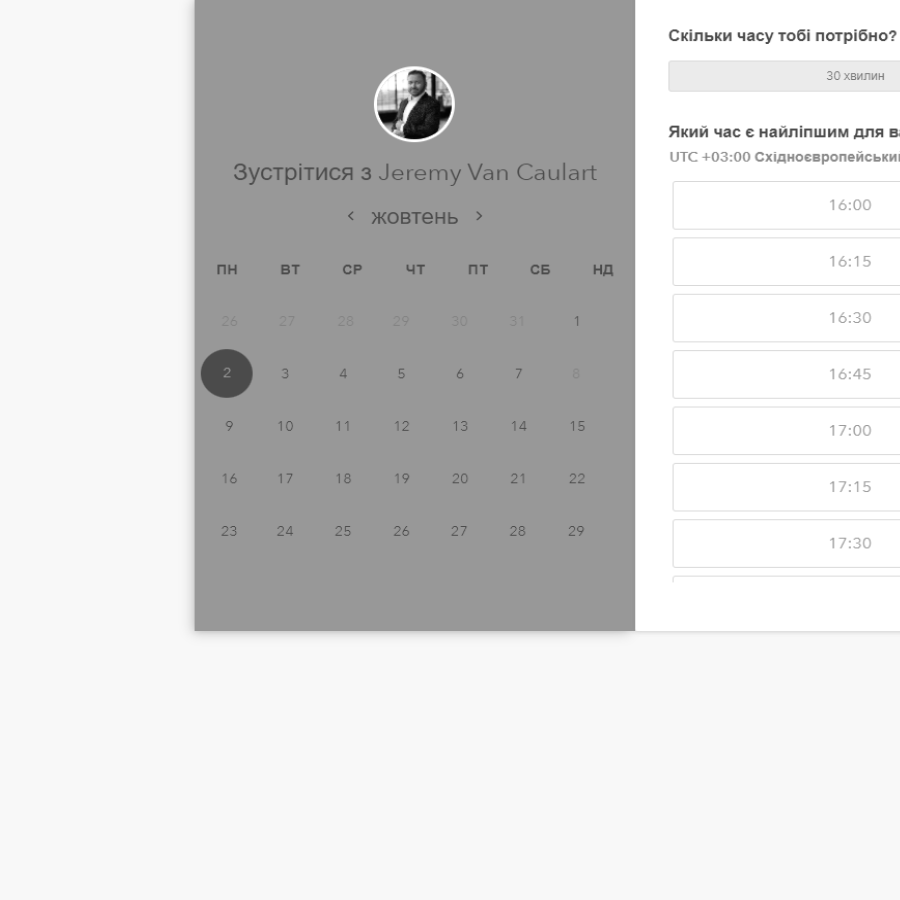 Зустрітися з Jeremy Van Caulart
жовтень
ПН ВТ СР ЧТ ПТ СБ НД
26 27 28 29 30 31 1
2 3 4 5 6 7 8
9 10 11 12 13 14 15
16 17 18 19 20 21 22
23 24 25 26 27 28 29
Скільки часу тобі потрібно?
30 хвилин
Який час є найліпшим для
UTC +03:00
16:00
16:15
16:30
16:45
17:00
17:15
17:30